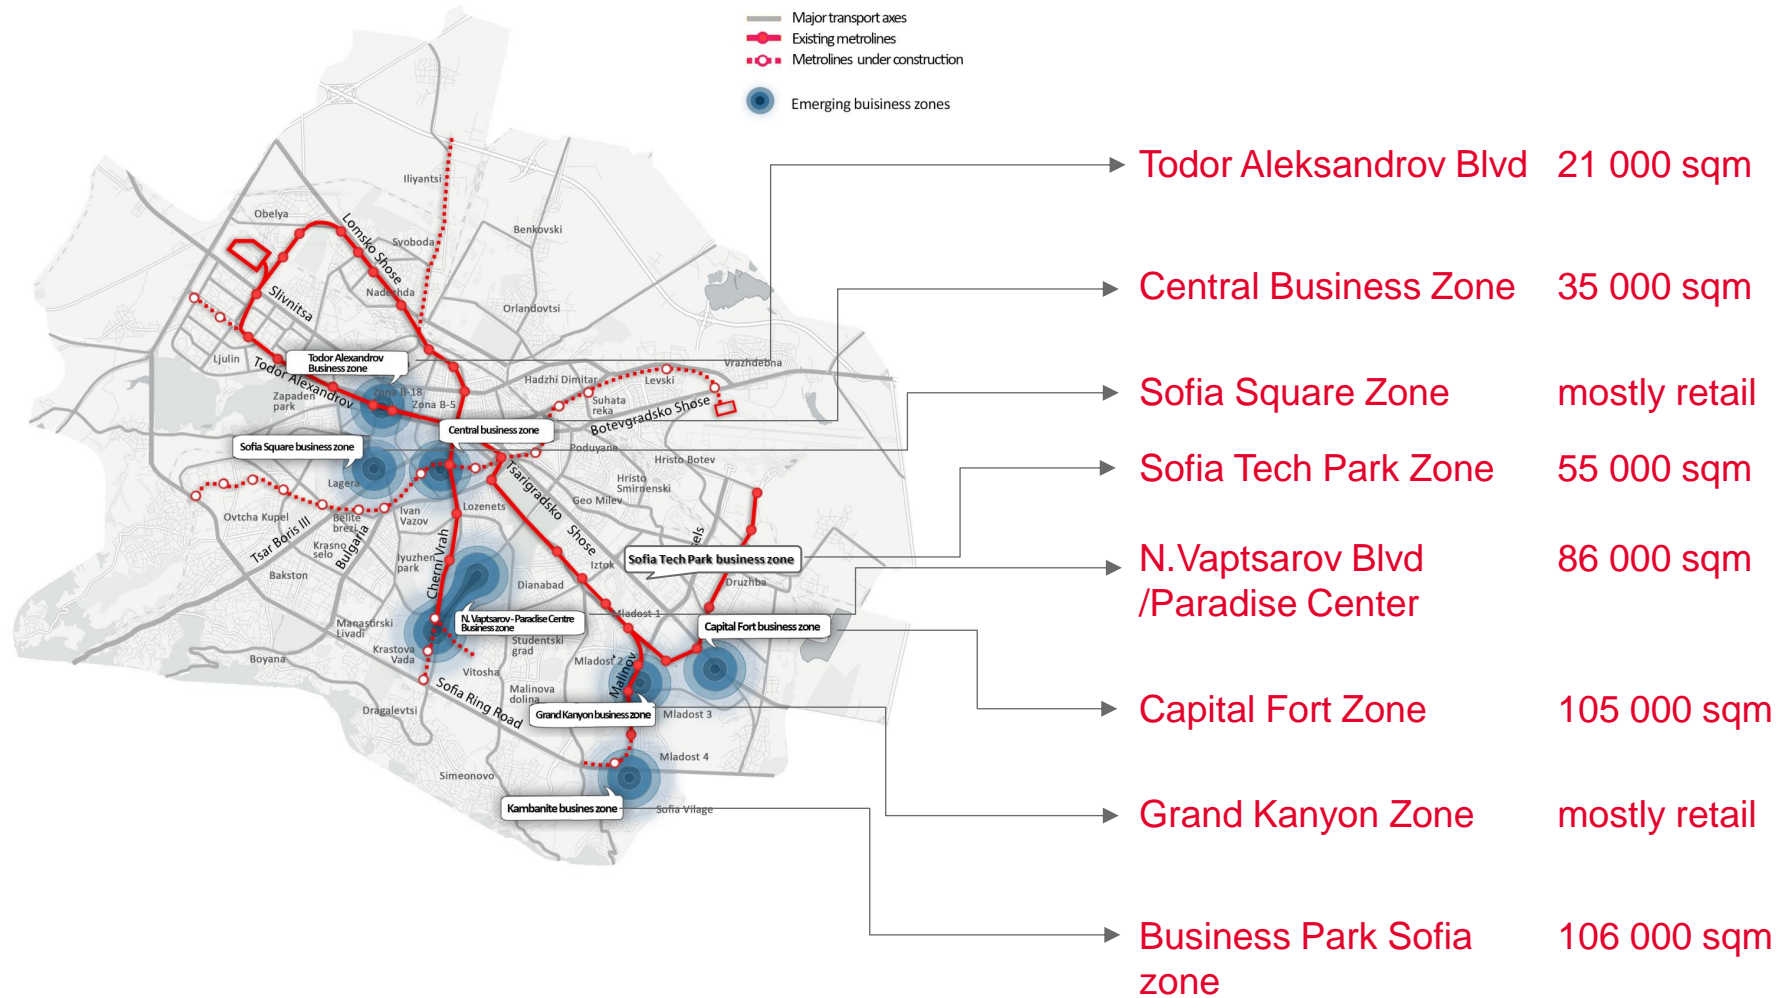 Major transport axes
Existing metrolines
Metrolines under construction
Emerging buisiness zones
Iliyantsi
Obelya
Lomsko Shose
Svoboda
Benkovski
Nadezhda
Slivnitsa
Orlandovtsi
Ljulin
Todor Alexandrov
Business zone
Todor Alexandrov
Zapaden
park
Zona B-18
Zona B-5
Hadzhi Dimitar
Levski
Vrazhdebna
Suhata
reka
Botevgradsko Shose
Central business zone
Sofia Square business zone
Poduyane
Hristo Botev
Lagera
Tsarigradsko Shose
Hristo
Smirnenski
Geo Milev
Ovtcha Kupel
Belite
brezi
Ivan
Vazov
Lozenets
Tsar Boris III
Krasno
selo
Bulgaria
Iyuzhen
park
Cherni Vrah
Iztok
els
Sofia Tech Park business zone
Bakston
Dianabad
Druzhba
Mladost 1
N. Vaptsarov - Paradise Centre
Business zone
Capital Fort business zone
Manastirski
Livadi
Studentski
grad
Krastova
Vada
Boyana
Vitosha
Mladost 2
Malinov
Malinova
dolina
Sofia Ring Road
Dragalevtsi
Grand Kanyon business zone
Mladost 3
Mladost 4
Simeonovo
Kambanite busines zone
Sofia Vilage
Todor Aleksandrov Blvd 21 000 sqm
Central Business Zone 35 000 sqm
Sofia Square Zone mostly retail
Sofia Tech Park Zone 55 000 sqm
N.Vaptsarov Blvd 86 000 sqm
/Paradise Center
Capital Fort Zone 105 000 sqm
Grand Kanyon Zone mostly retail
Business Park Sofia 106 000 sqm
zone